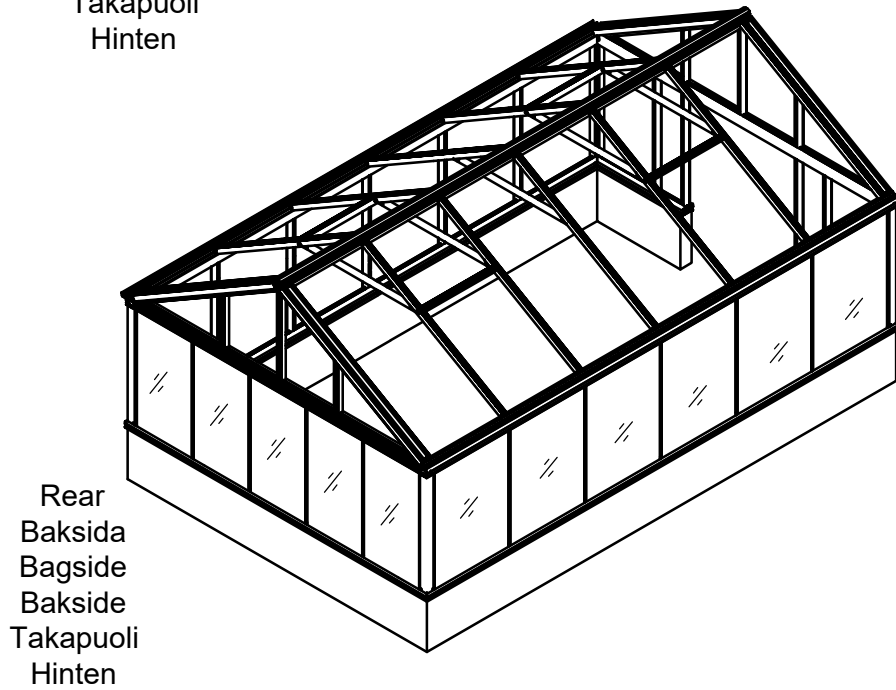 Takapuoli
Hinten
Rear
Baksida
Bagside
Bakside
Takapuoli
Hinten